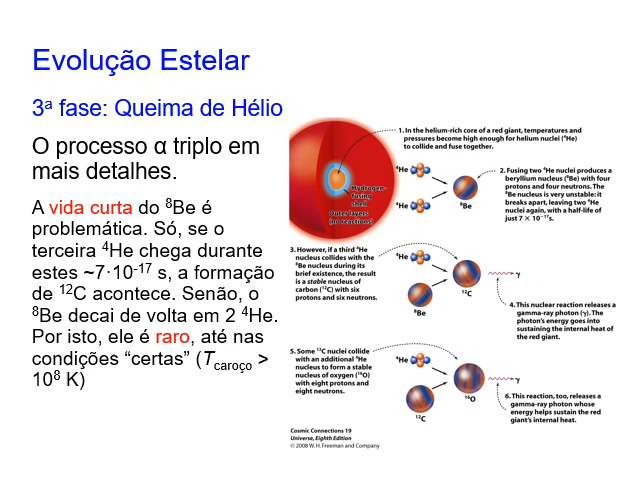 Evolução Estelar
3ª fase: Queima de Hélio
O processo α triplo em
mais detalhes.
A vida curta do ⁸Be é
problemática. Só, se o
terceira ⁴He chega durante
estes ~7·10⁻¹⁷ s, a formação
de ¹²C acontece. Senão, o
⁸Be decai de volta em 2 ⁴He.
Por isto, ele é raro, até nas
condições “certas” (Tcaroço >
10⁸ K)
1. In the helium-rich core of a red giant, temperatures and
pressures become high enough for helium nuclei (⁴He)
to collide and fuse together.
Hydrogen-
fusing
shell
Outer layers
(no reactions)
⁴He
⁴He
⁸Be
2. Fusing two ⁴He nuclei produces a
beryllium nucleus (⁸Be) with four
protons and four neutrons. The
⁸Be nucleus is very unstable: it
breaks apart, leaving two ⁴He
nuclei again, with a half-life of
just 7 × 10⁻¹⁷s.
3. However, if a third ⁴He
nucleus collides with the
⁸Be nucleus during its
brief existence, the result
is a stable nucleus of
carbon (¹²C) with six
protons and six neutrons.
⁴He
⁸Be
¹²C
γ
4. This nuclear reaction releases a
gamma-ray photon (γ). The
photon's energy goes into
sustaining the internal heat of
the red giant.
5. Some ¹²C nuclei collide
with an additional ⁴He
nucleus to form a stable
nucleus of oxygen (¹⁶O)
with eight protons and
eight neutrons.
⁴He
¹²C
¹⁶O
γ
6. This reaction, too, releases a
gamma-ray photon whose
energy helps sustain the red
giant's internal heat.
Cosmic Connections 19
Universe, Eighth Edition
© 2008 W. H. Freeman and Company